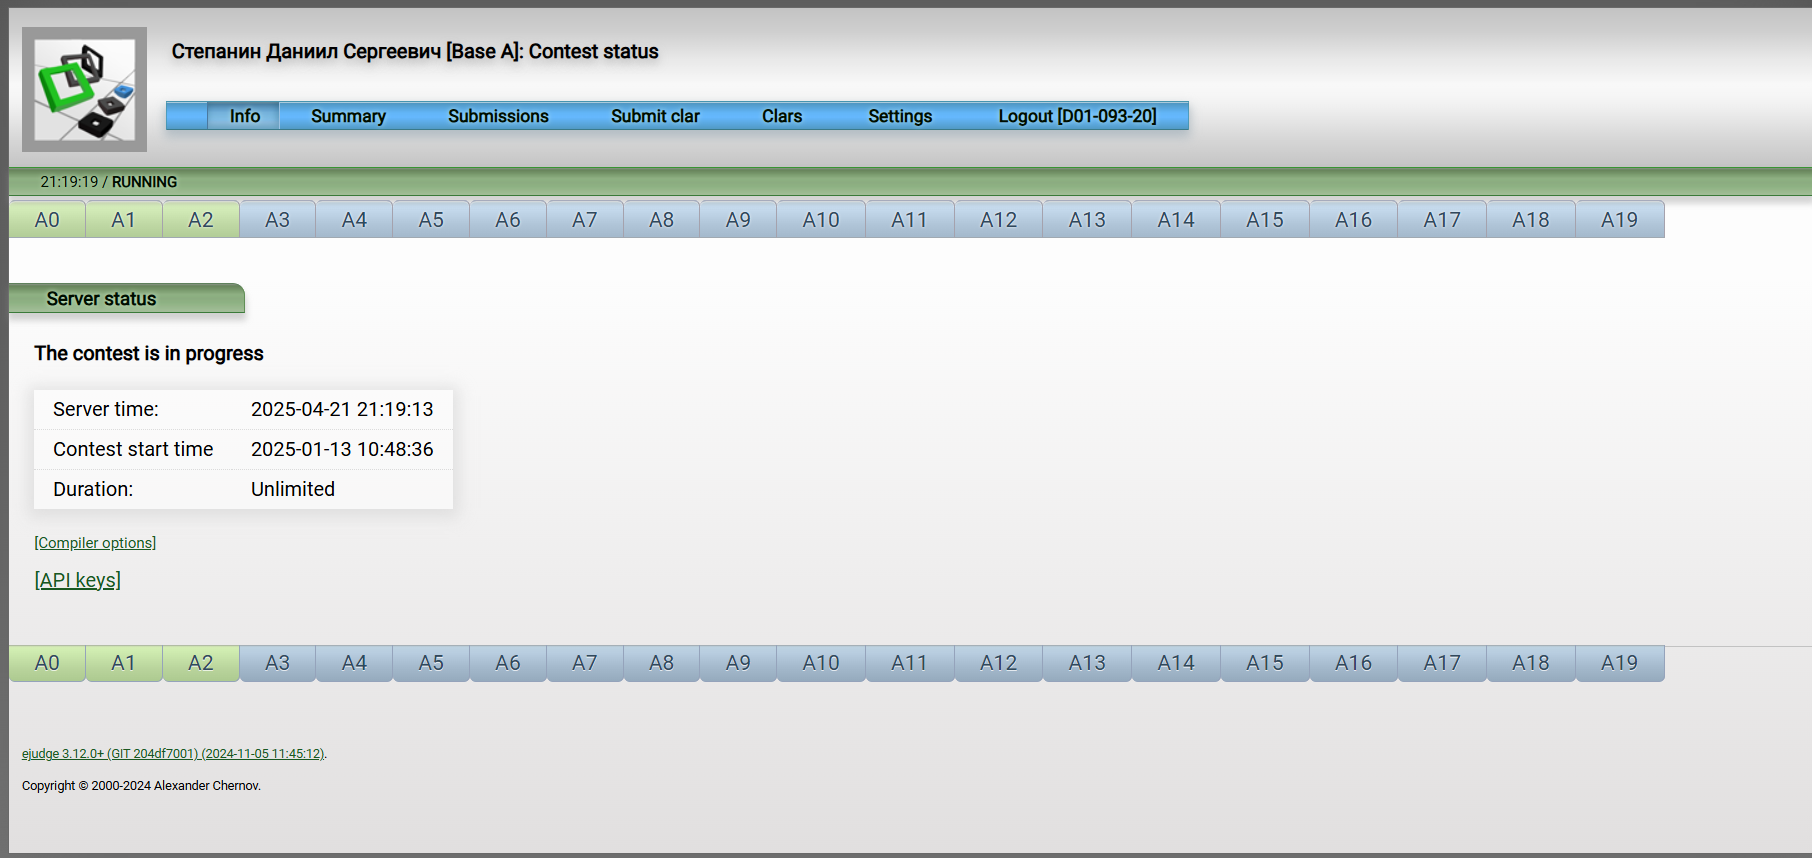 Степанин Даниил Сергеевич [Base A]: Contest status
Info Summary Submissions Submit clar Clars Settings Logout [D01-093-20]
21:19:19 / RUNNING
A0 A1 A2 A3 A4 A5 A6 A7 A8 A9 A10 A11 A12 A13 A14 A15 A16 A17 A18 A19
Server status
The contest is in progress
Server time: 2025-04-21 21:19:13
Contest start time 2025-01-13 10:48:36
Duration: Unlimited
[Compiler options]
[API keys]
A0 A1 A2 A3 A4 A5 A6 A7 A8 A9 A10 A11 A12 A13 A14 A15 A16 A17 A18 A19
ejudge 3.12.0+ (GIT 204df7001) (2024-11-05 11:45:12).
Copyright © 2000-2024 Alexander Chernov.